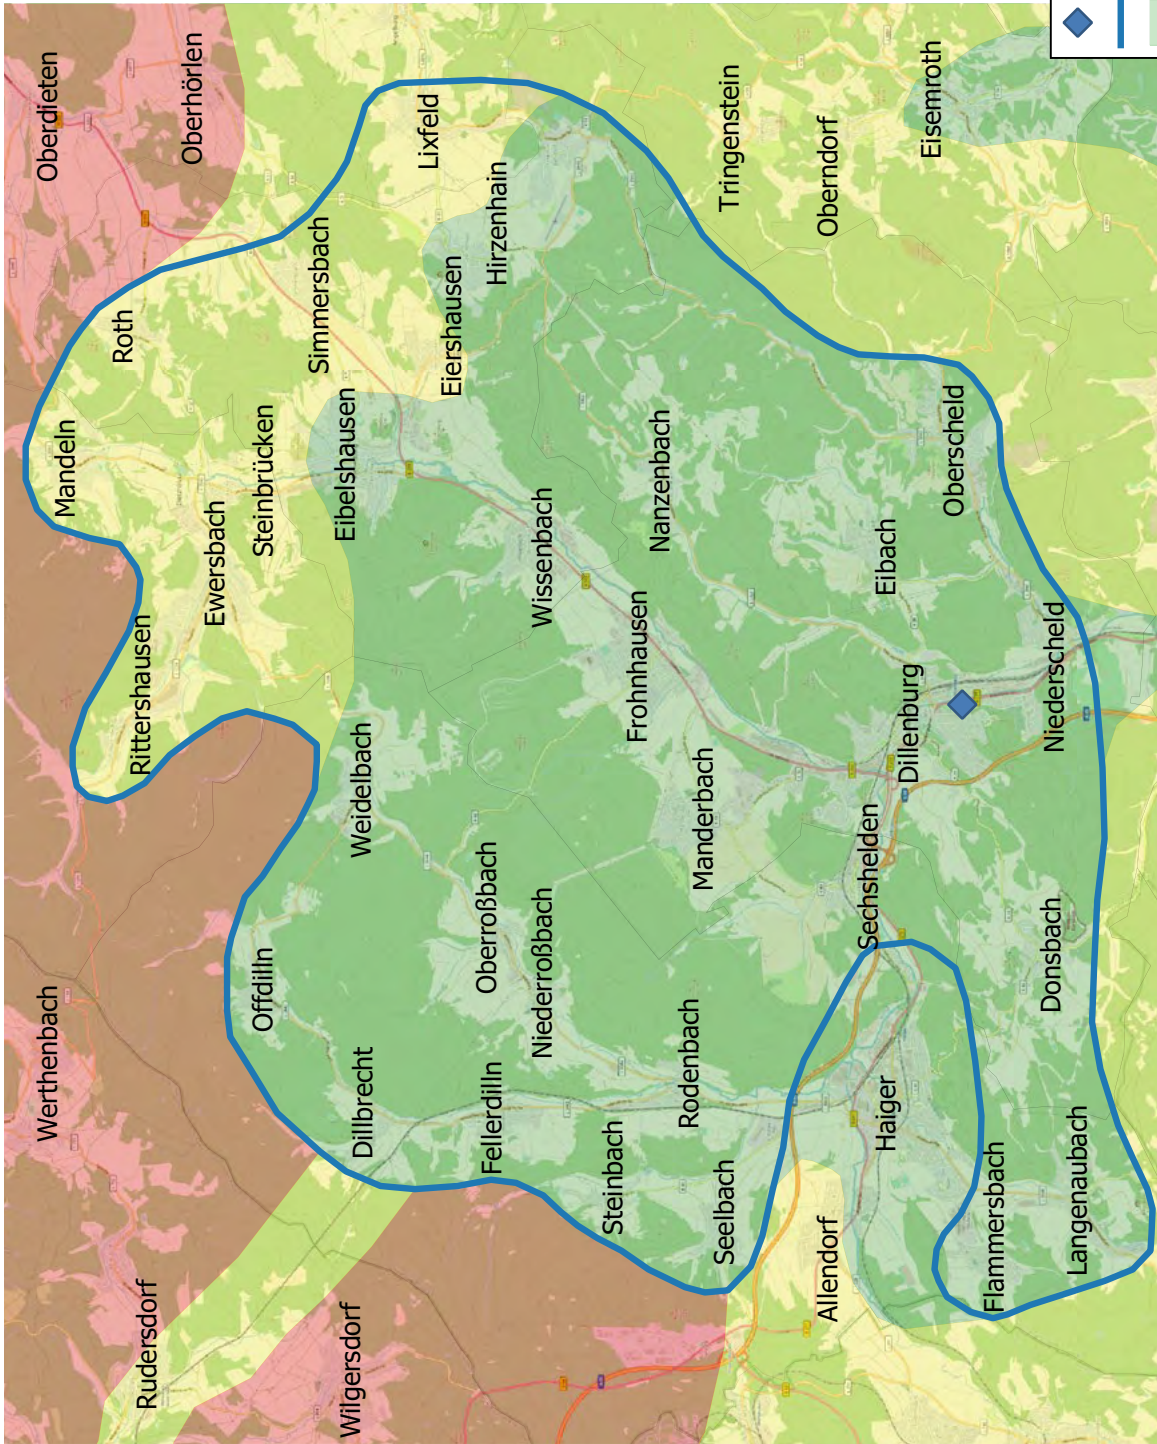 Oberdieten
Oberhörlen
Lixfeld
Hirzenhain
Tringenstein
Oberndorf
Eisemroth
Roth
Simmersbach
Eiershausen
Mandeln
Steinbrücken
Eibelshausen
Ewersbach
Rittershausen
Wissenbach
Nanzenbach
Oberscheld
Eibach
Frohnhausen
Niederscheld
Dillenburg
Weidelbach
Manderbach
Sechshelden
Oberroßbach
Niederroßbach
Offdilln
Donsbach
Werthenbach
Dillbrecht
Fellerdilln
Rodenbach
Haiger
Steinbach
Seelbach
Flammersbach
Langenaubach
Allendorf
Rudersdorf
Wilgersdorf